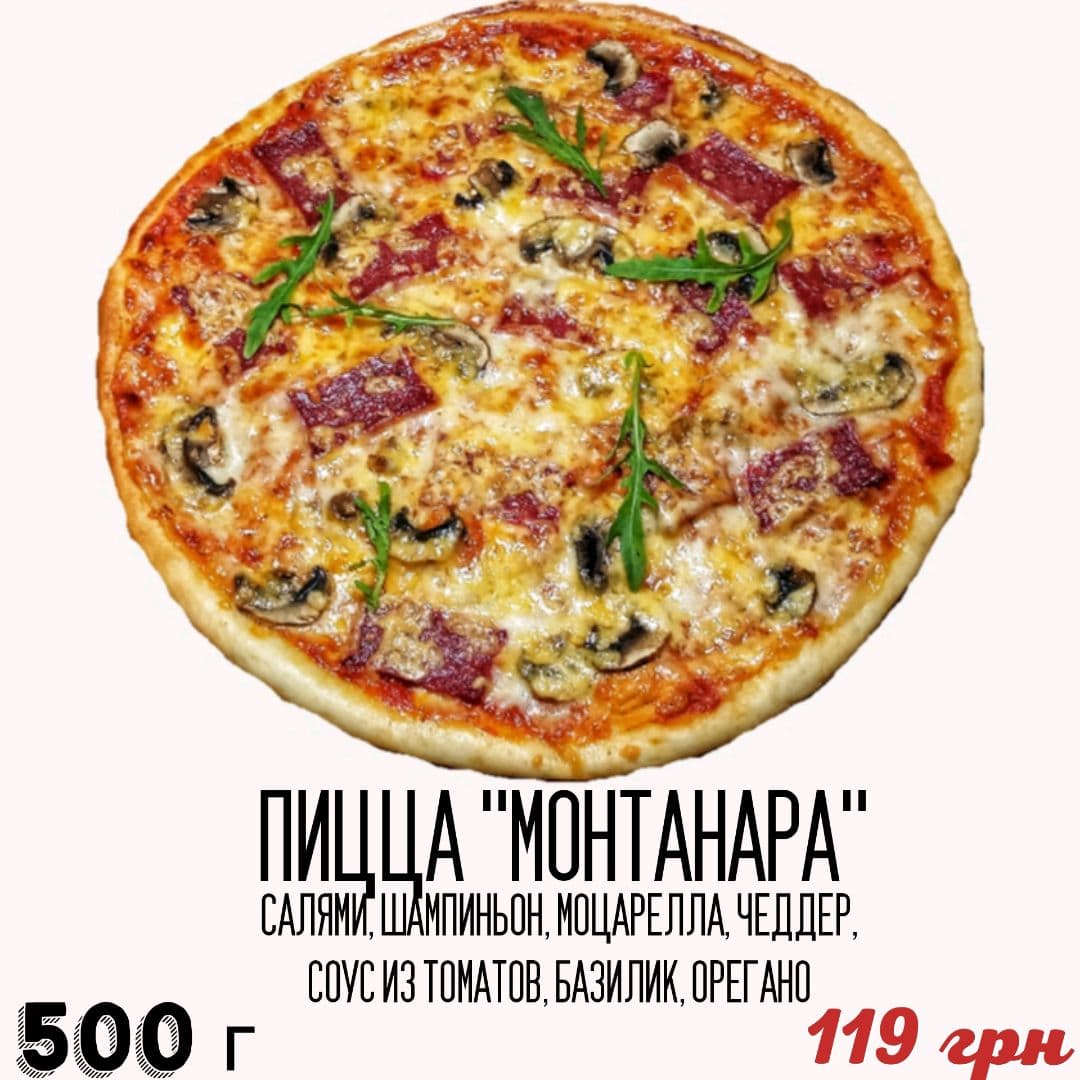 ПИЦЦА "МОНТАНАРА"
САЛЯМИ, ШАМПИНЬОН, МОЦАРЕЛЛА, ЧЕДДЕР,
СОУС ИЗ ТОМАТОВ, БАЗИЛИК, ОРЕГАНО
500 г
119 грн